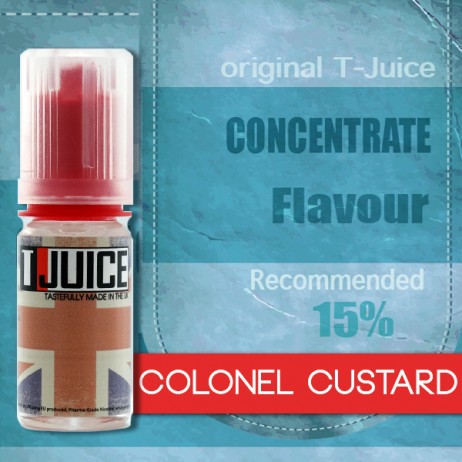 original T-Juice
CONCENTRATE
Flavour
Recommended
15%
COLONEL CUSTARD
T JUICE
TASTEFULLY MADE IN THE UK